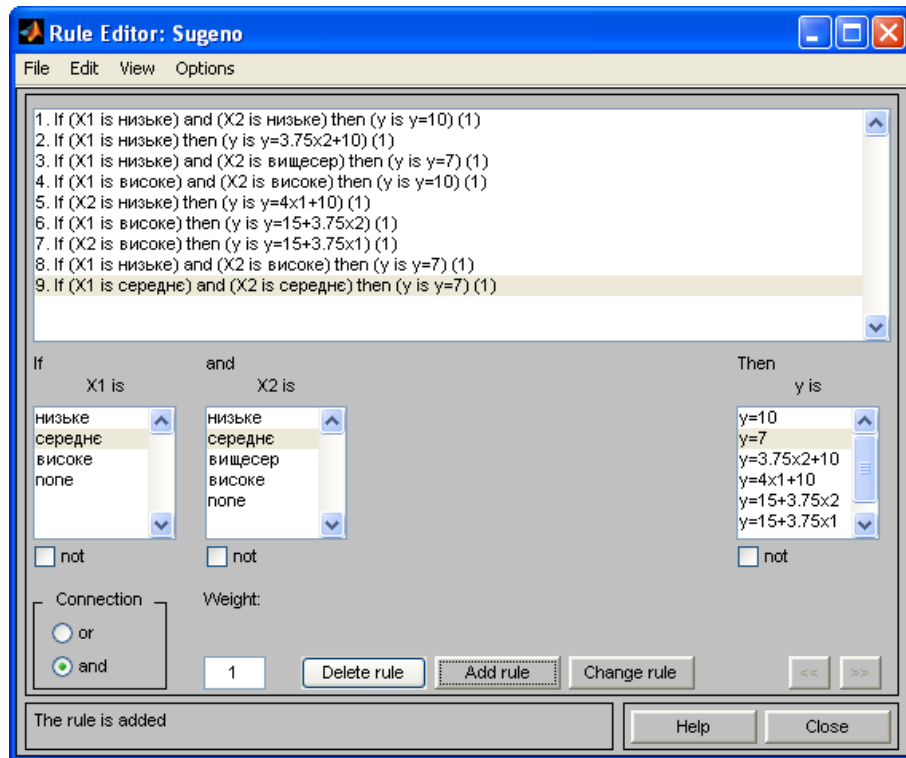 Rule Editor: Sugeno
File Edit View Options
1. If (X1 is низьке) and (X2 is низьке) then (y is y=10) (1)
2. If (X1 is низьке) then (y is y=3.75x2+10) (1)
3. If (X1 is низьке) and (X2 is вищесер) then (y is y=7) (1)
4. If (X1 is високе) and (X2 is високе) then (y is y=10) (1)
5. If (X2 is низьке) then (y is y=4x1+10) (1)
6. If (X1 is високе) then (y is y=15+3.75x2) (1)
7. If (X2 is високе) then (y is y=15+3.75x1) (1)
8. If (X1 is низьке) and (X2 is високе) then (y is y=7) (1)
9. If (X1 is середнє) and (X2 is середнє) then (y is y=7) (1)
If and Then
X1 is X2 is y is
низьке
середнє
високе
none
низьке
середнє
вищесер
високе
none
y=10
y=7
y=3.75x2+10
y=4x1+10
y=15+3.75x2
y=15+3.75x1
not not not
Connection Weight:
or
and 1 Delete rule Add rule Change rule << >>
The rule is added Help Close